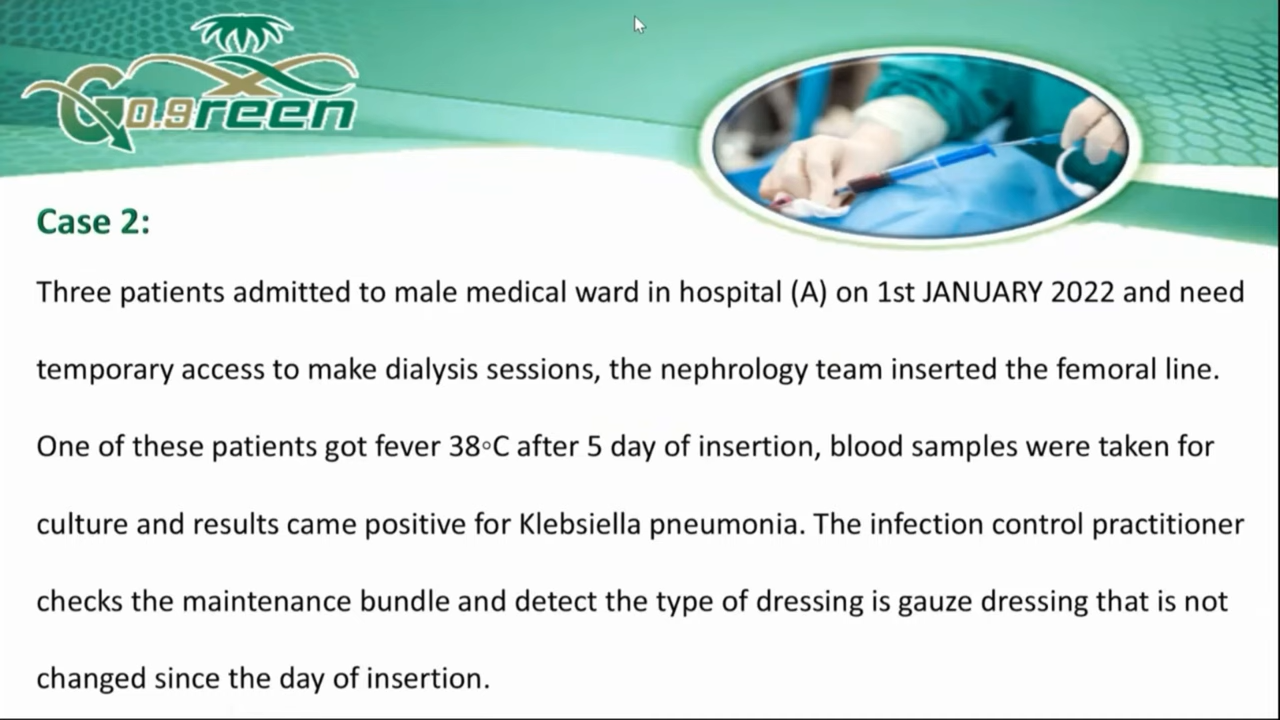 Go.green
Case 2:
Three patients admitted to male medical ward in hospital (A) on 1st JANUARY 2022 and need
temporary access to make dialysis sessions, the nephrology team inserted the femoral line.
One of these patients got fever 38◦C after 5 day of insertion, blood samples were taken for
culture and results came positive for Klebsiella pneumonia. The infection control practitioner
checks the maintenance bundle and detect the type of dressing is gauze dressing that is not
changed since the day of insertion.